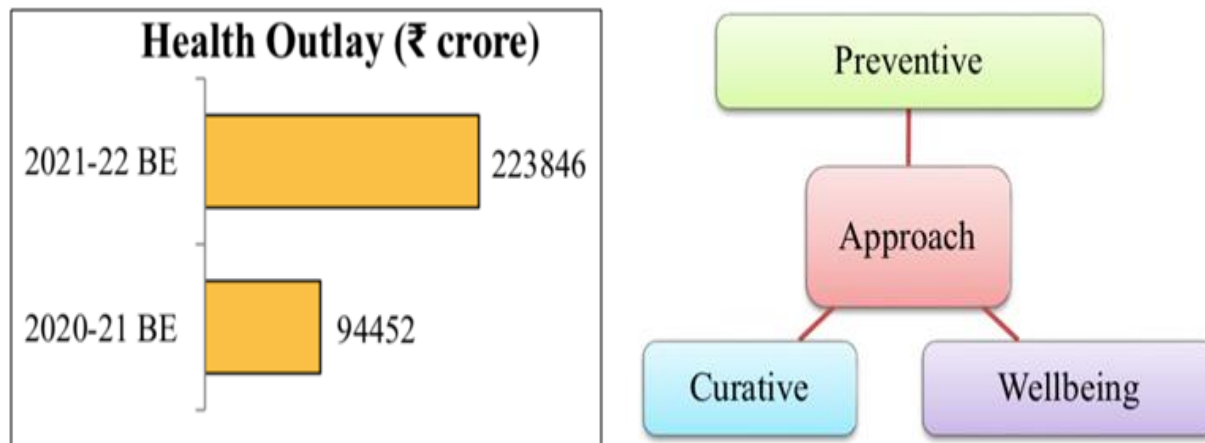 Health Outlay (₹ crore)
2021-22 BE
223846
2020-21 BE
94452
Preventive
Approach
Curative
Wellbeing